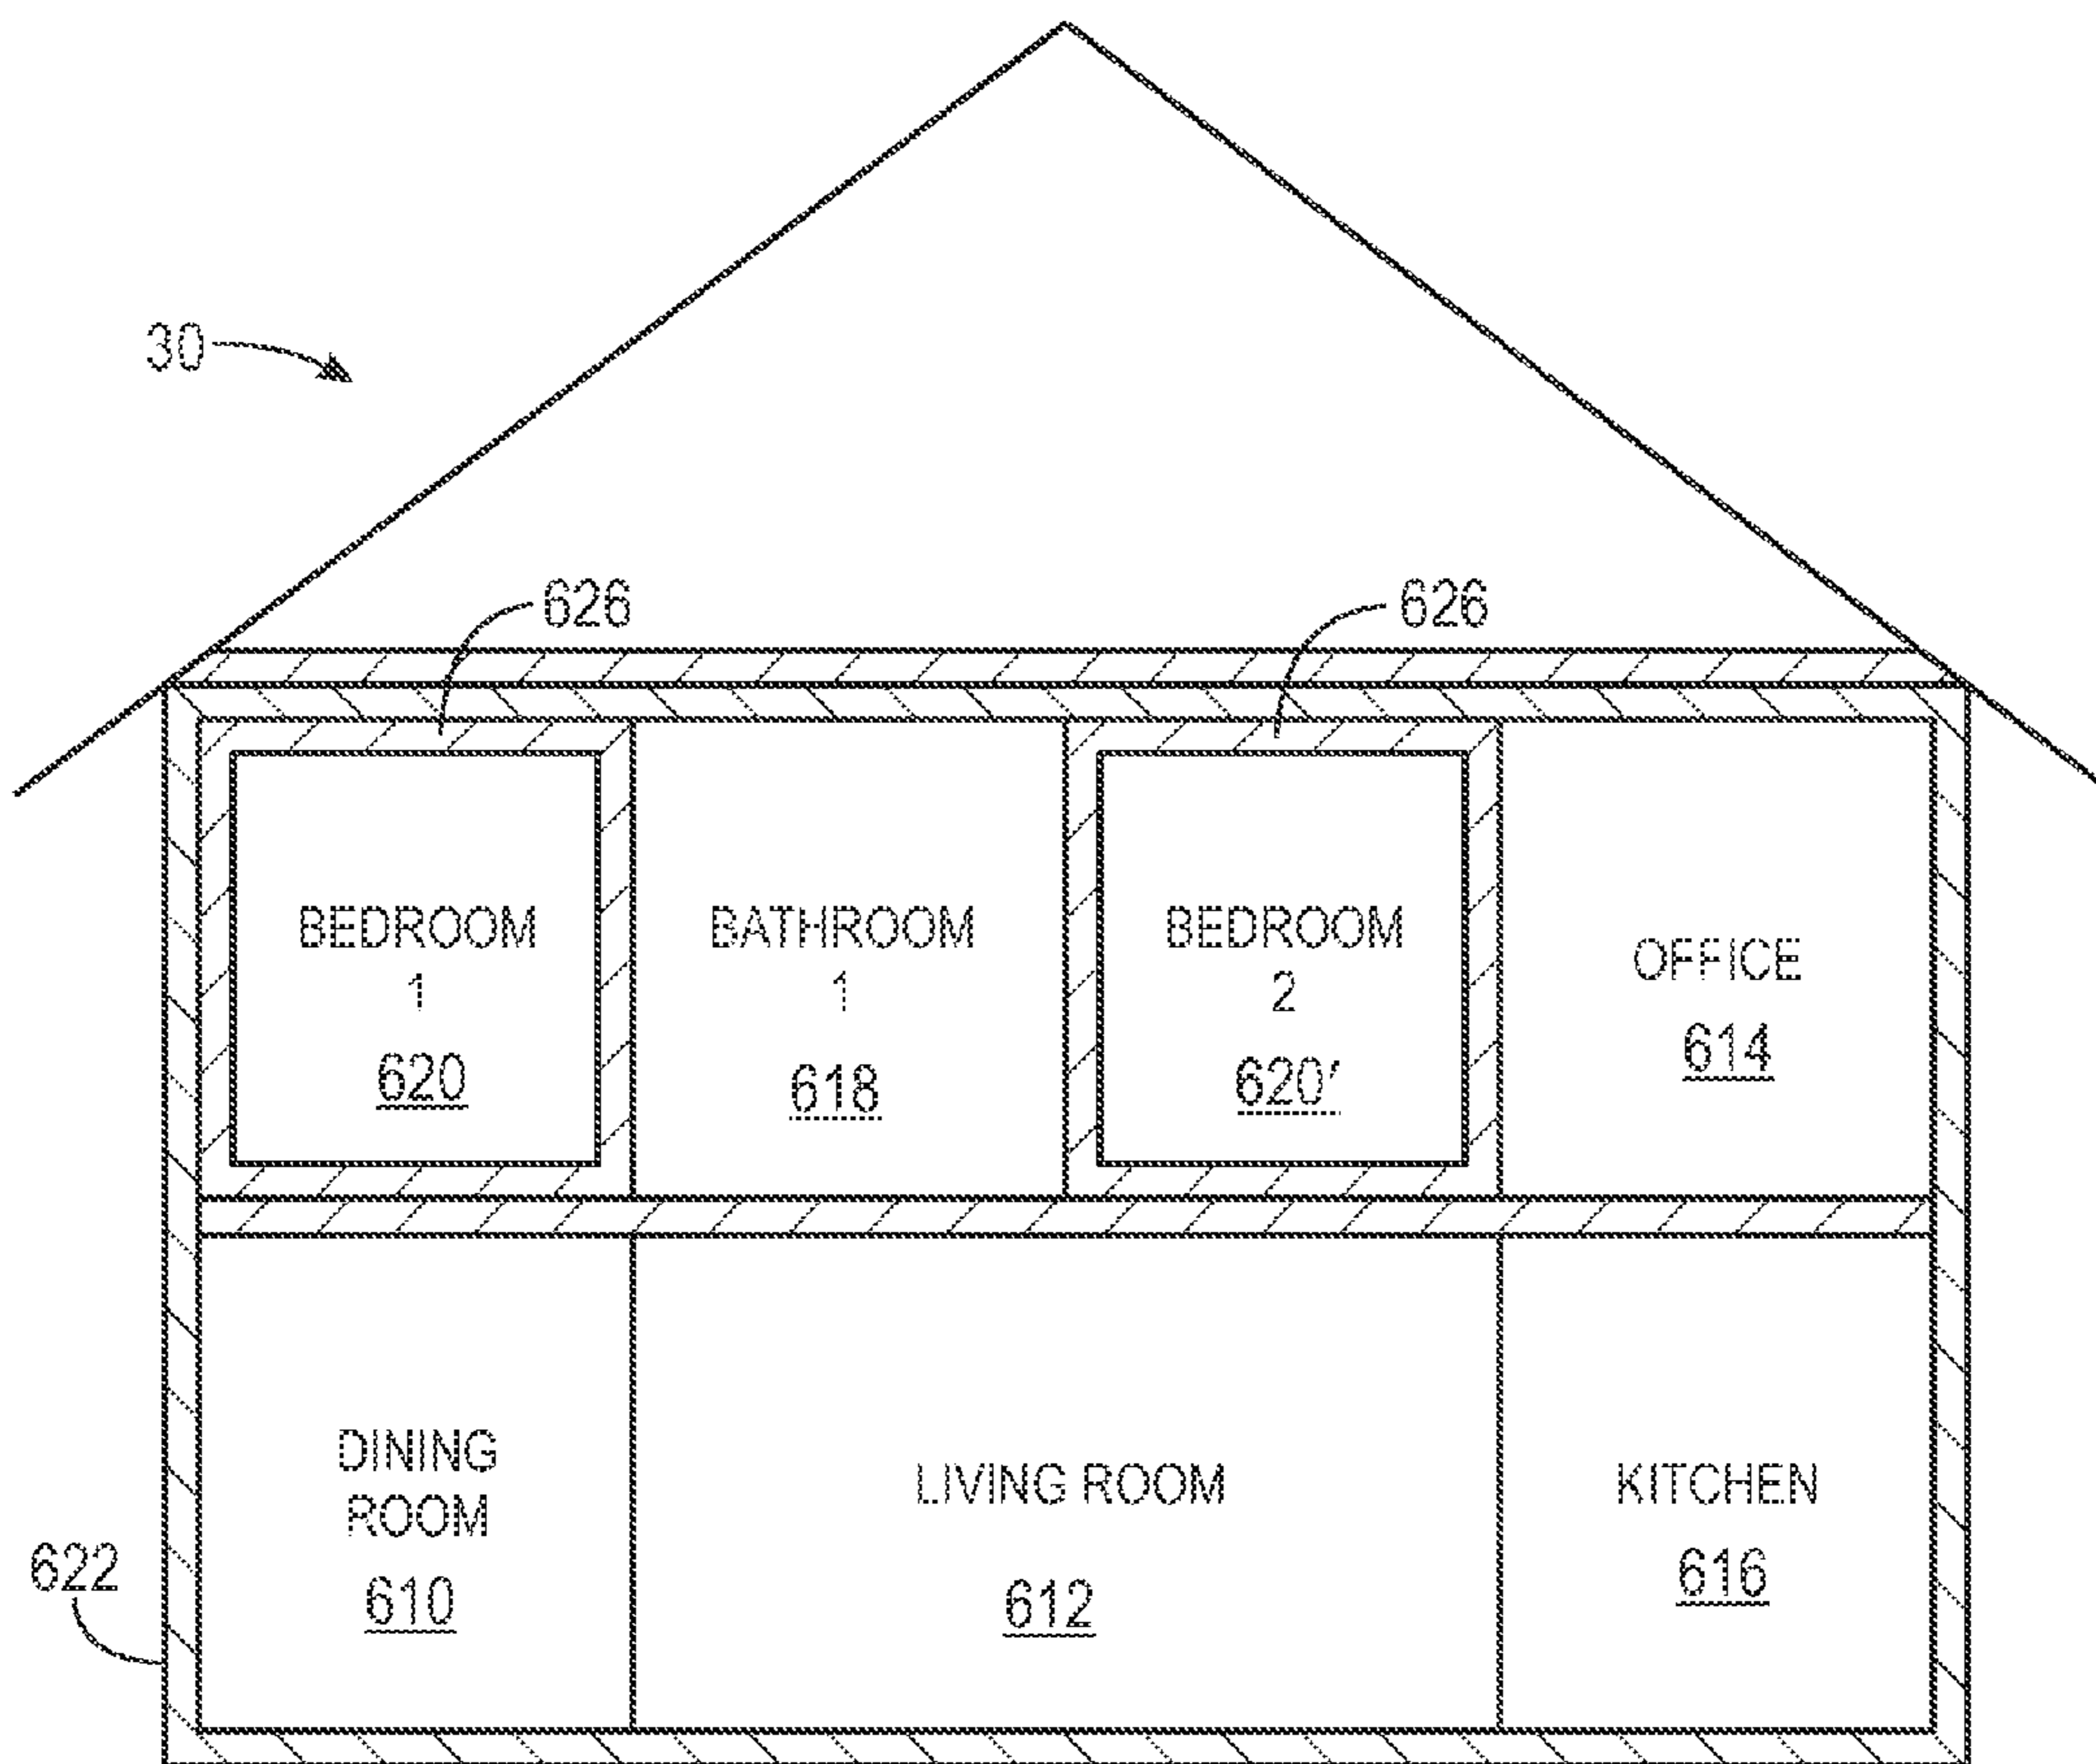 30
626
626
BEDROOM
1
620
BATHROOM
1
618
BEDROOM
2
620'
OFFICE
614
DINING
ROOM
610
LIVING ROOM
612
KITCHEN
616
622